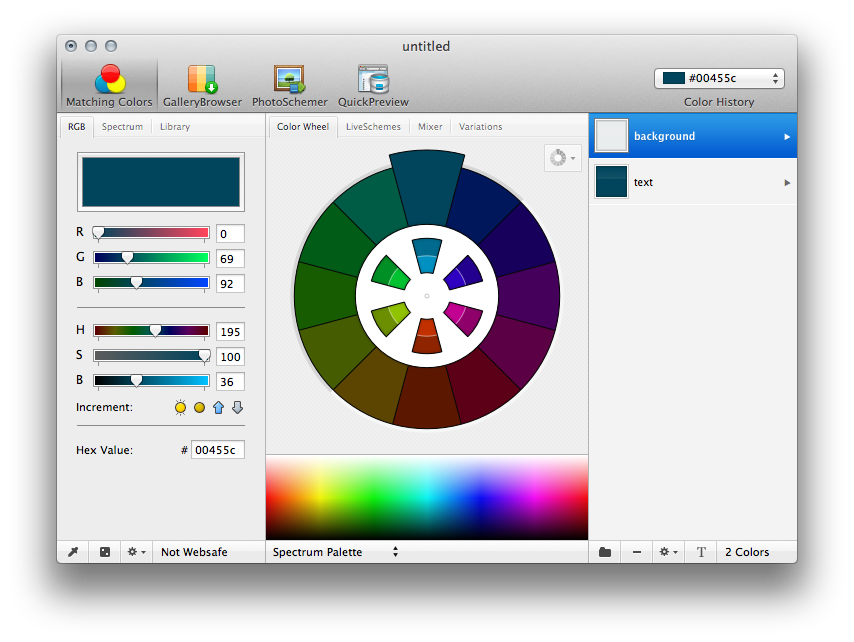 untitled
Matching Colors
GalleryBrowser
PhotoSchemer
QuickPreview
#00455c
Color History
RGB
Spectrum
Library
Color Wheel
LiveSchemes
Mixer
Variations
background
text
R 0
G 69
B 92
H 195
S 100
B 36
Increment:
Hex Value: # 00455c
Not Websafe
Spectrum Palette
T
2 Colors